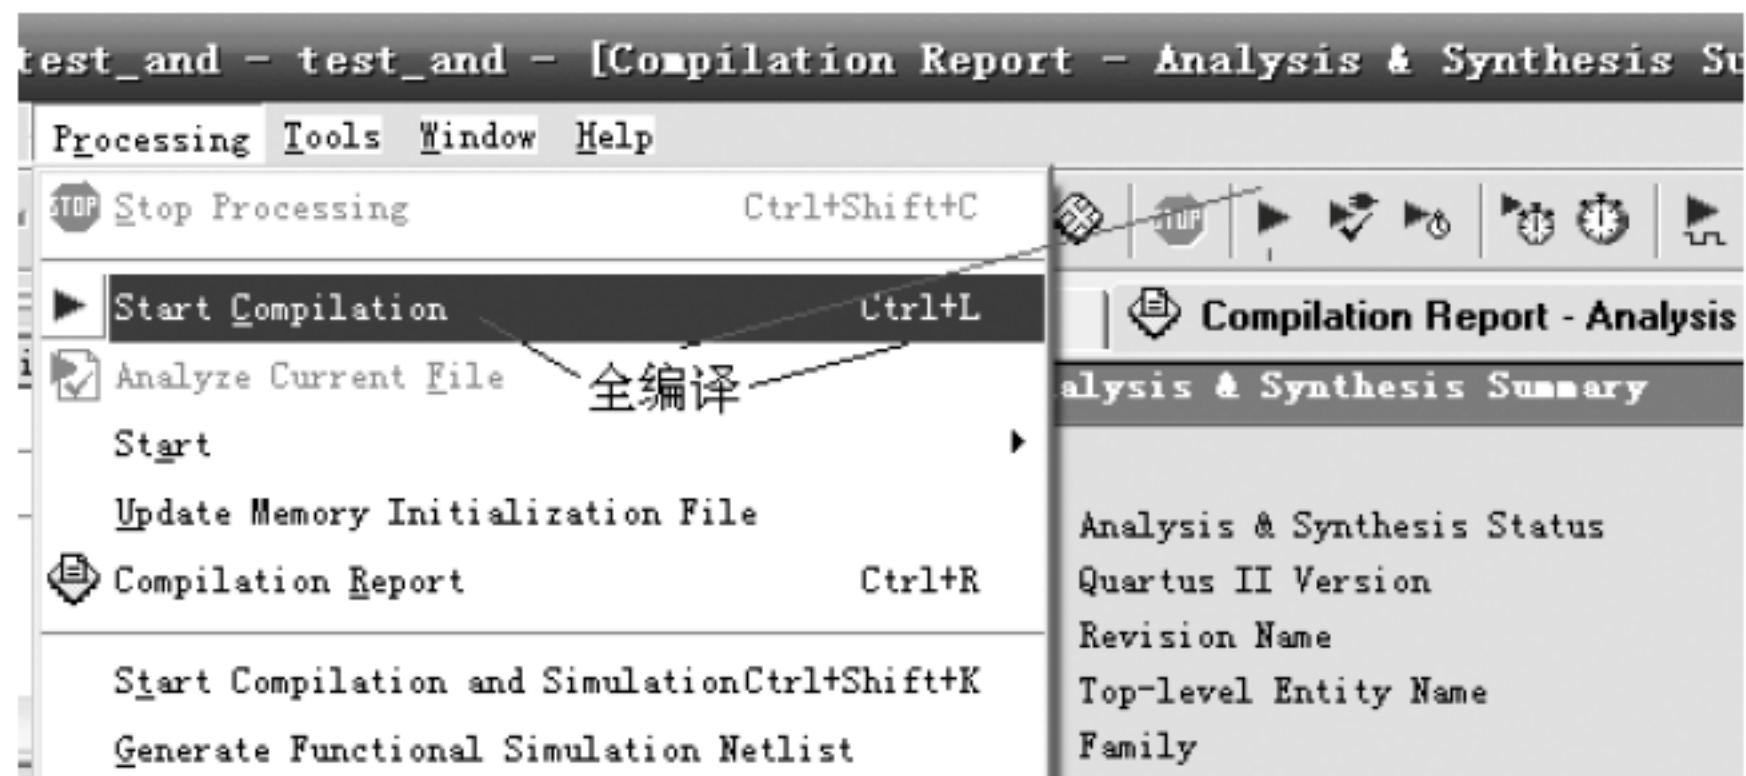 test_and - test_and - [Compilation Report - Analysis & Synthesis Su
Processing Tools Window Help
STOP Stop Processing Ctrl+Shift+C
STOP
Start Compilation Ctrl+L
Compilation Report - Analysis
Analyze Current File
全编译
alysis & Synthesis Summary
Start
Update Memory Initialization File
Analysis & Synthesis Status
Compilation Report Ctrl+R
Quartus II Version
Revision Name
Start Compilation and Simulation Ctrl+Shift+K
Top-level Entity Name
Generate Functional Simulation Netlist
Family